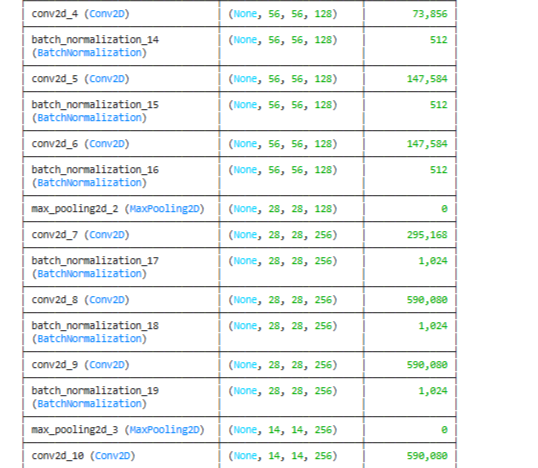 conv2d_4 (Conv2D) (None, 56, 56, 128) 73,856
batch_normalization_14 (None, 56, 56, 128) 512
(BatchNormalization)
conv2d_5 (Conv2D) (None, 56, 56, 128) 147,584
batch_normalization_15 (None, 56, 56, 128) 512
(BatchNormalization)
conv2d_6 (Conv2D) (None, 56, 56, 128) 147,584
batch_normalization_16 (None, 56, 56, 128) 512
(BatchNormalization)
max_pooling2d_2 (MaxPooling2D) (None, 28, 28, 128) 0
conv2d_7 (Conv2D) (None, 28, 28, 256) 295,168
batch_normalization_17 (None, 28, 28, 256) 1,024
(BatchNormalization)
conv2d_8 (Conv2D) (None, 28, 28, 256) 590,080
batch_normalization_18 (None, 28, 28, 256) 1,024
(BatchNormalization)
conv2d_9 (Conv2D) (None, 28, 28, 256) 590,080
batch_normalization_19 (None, 28, 28, 256) 1,024
(BatchNormalization)
max_pooling2d_3 (MaxPooling2D) (None, 14, 14, 256) 0
conv2d_10 (Conv2D) (None, 14, 14, 256) 590,080